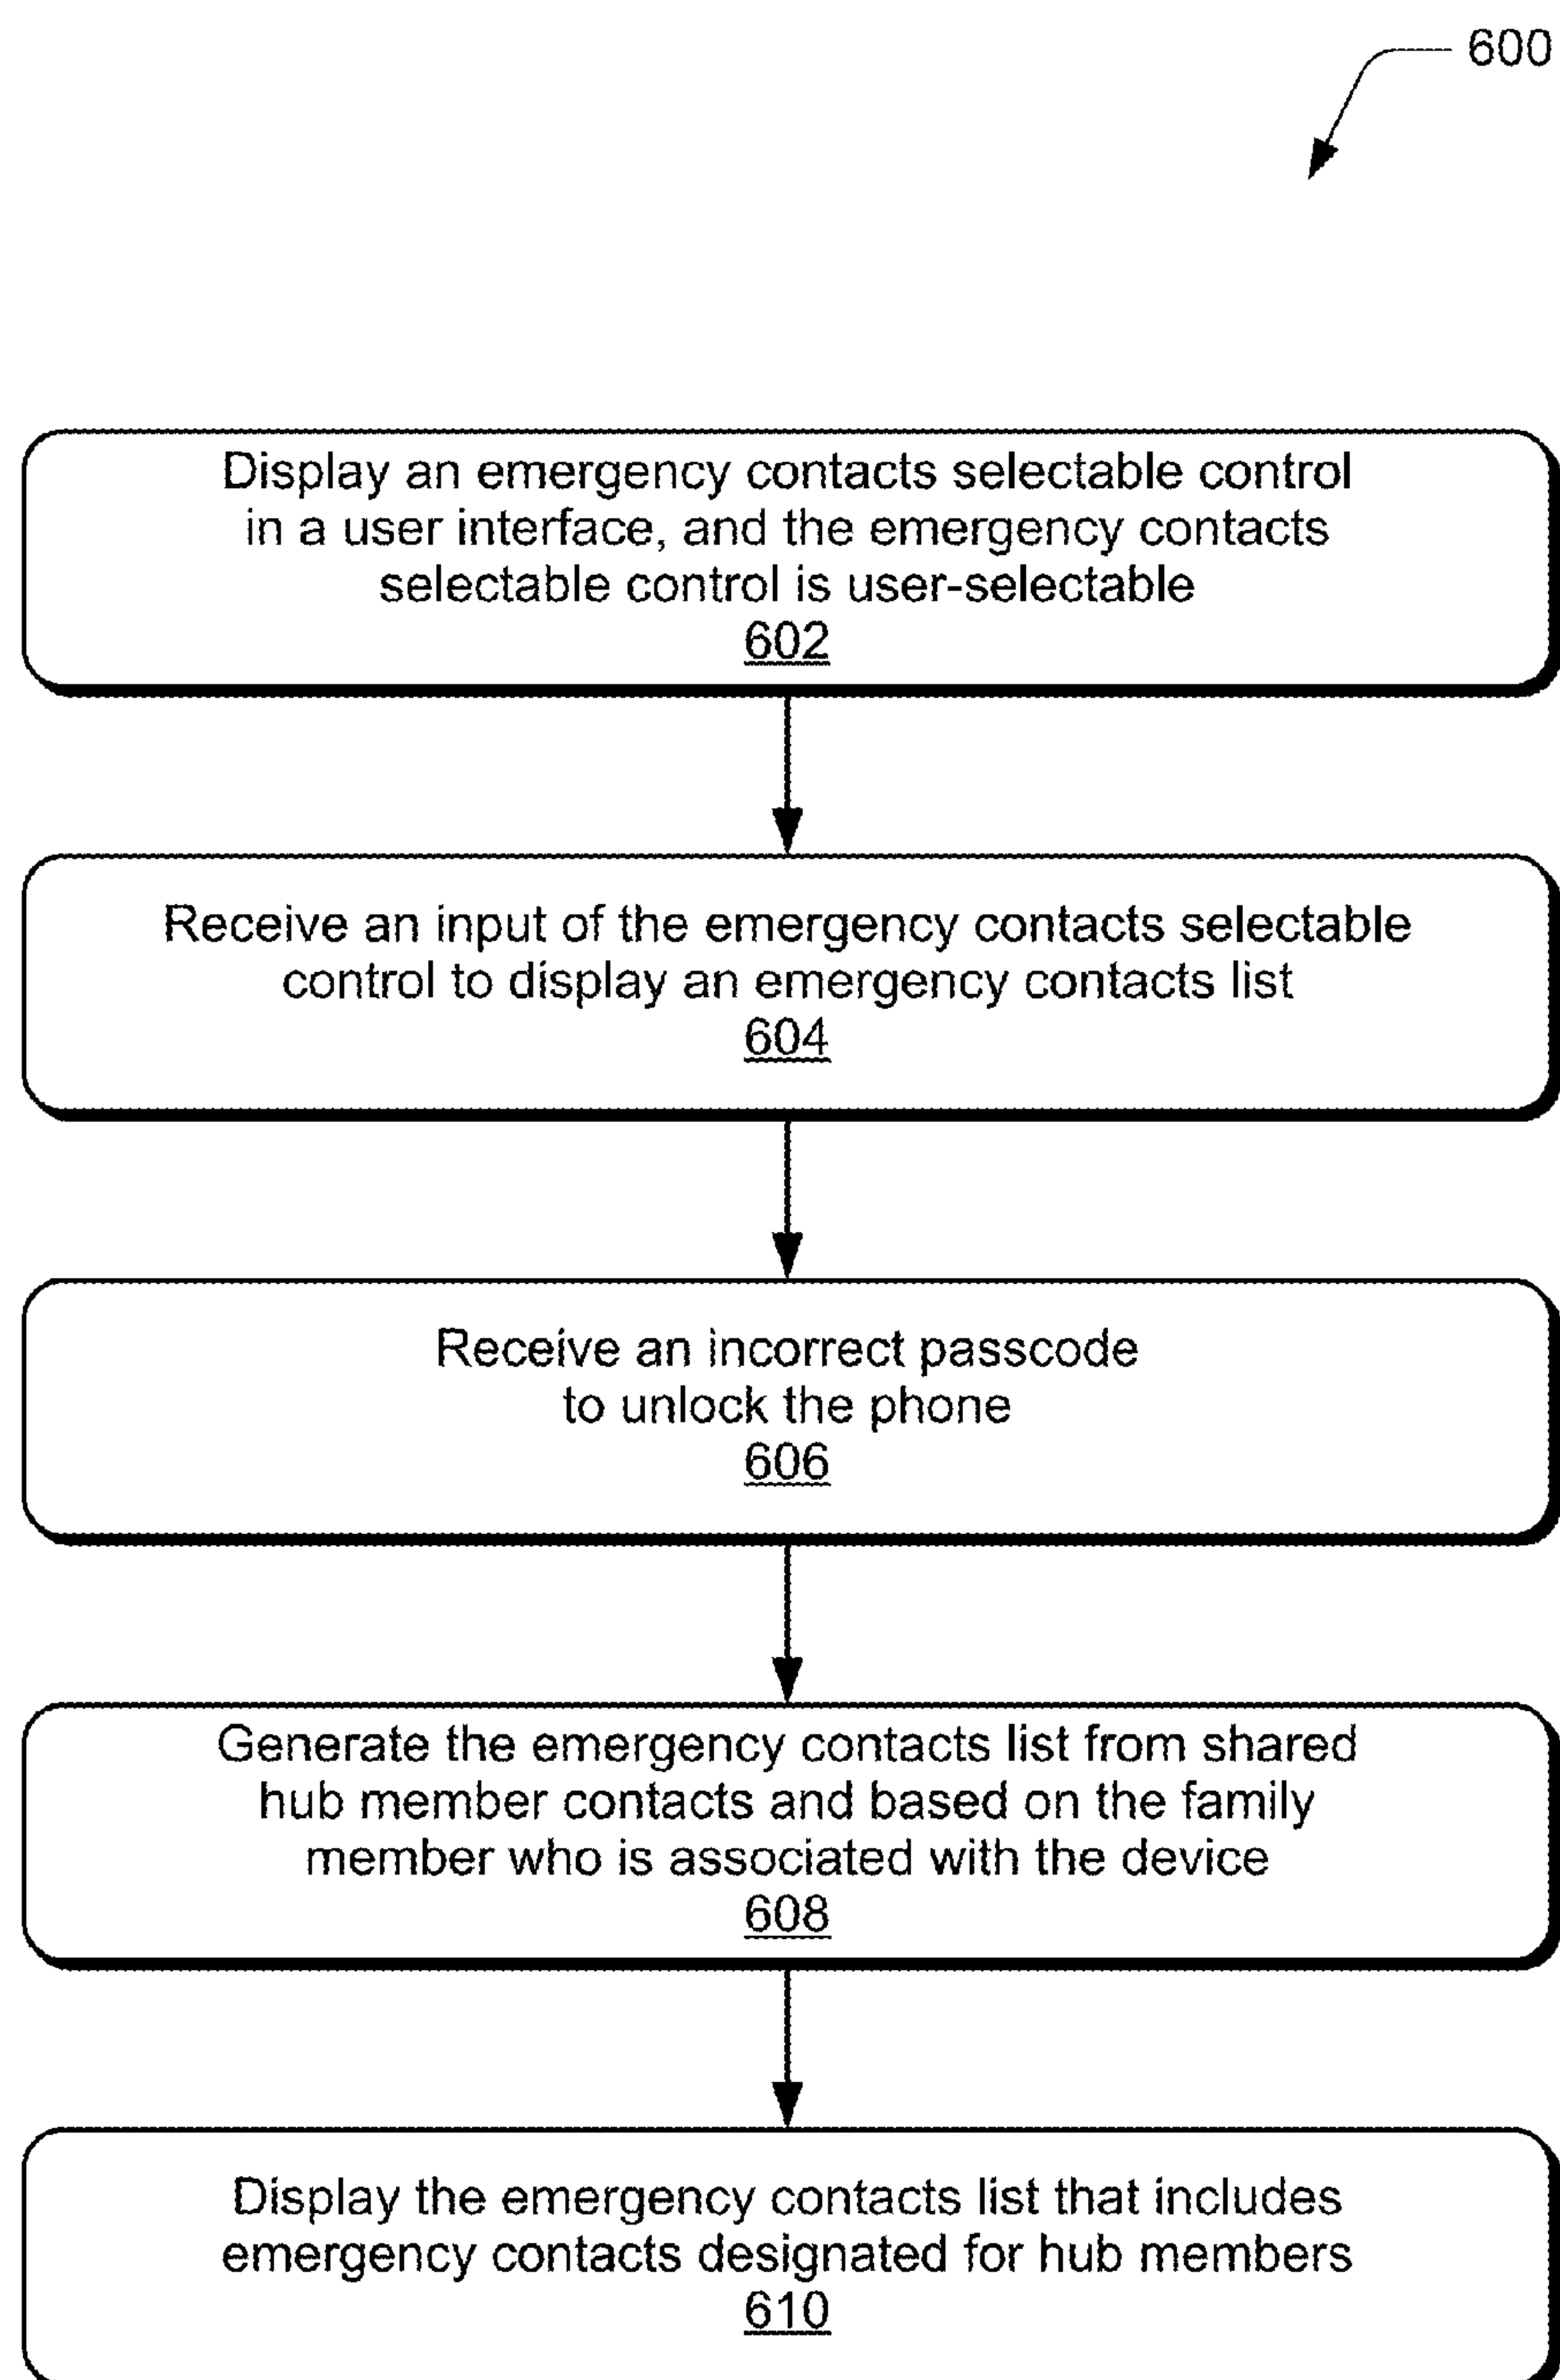 600
Display an emergency contacts selectable control
in a user interface, and the emergency contacts
selectable control is user-selectable
602
Receive an input of the emergency contacts selectable
control to display an emergency contacts list
604
Receive an incorrect passcode
to unlock the phone
606
Generate the emergency contacts list from shared
hub member contacts and based on the family
member who is associated with the device
608
Display the emergency contacts list that includes
emergency contacts designated for hub members
610